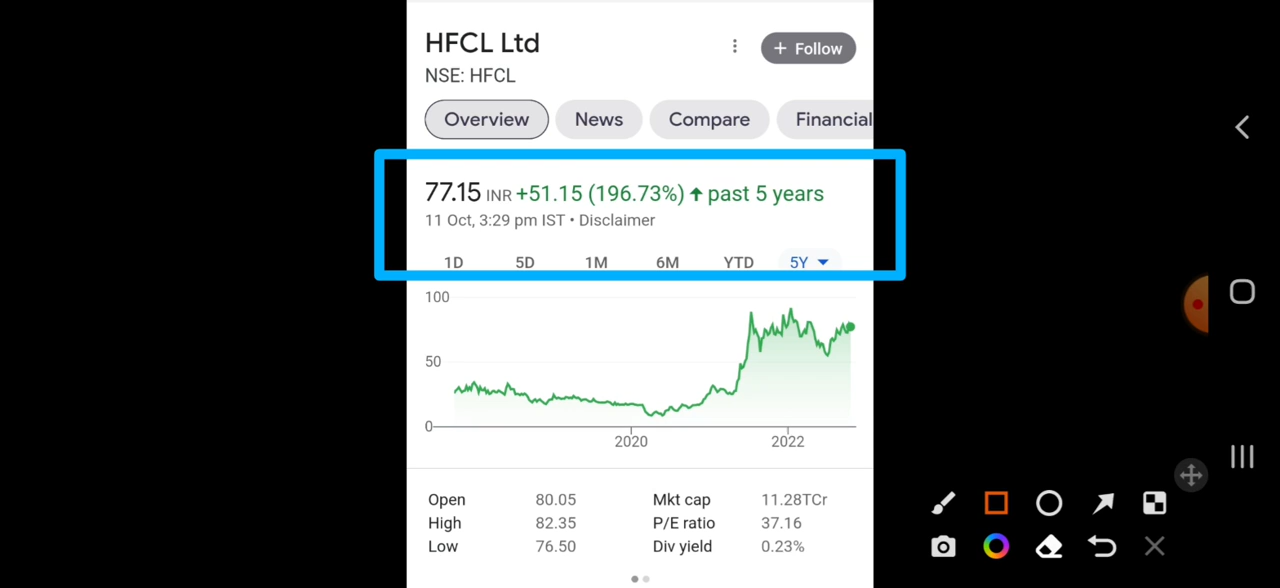 HFCL Ltd
+ Follow
NSE: HFCL
Overview News Compare Financial
77.15 INR +51.15 (196.73%) ↑ past 5 years
11 Oct, 3:29 pm IST • Disclaimer
1D 5D 1M 6M YTD 5Y
100
50
0
2020 2022
Open 80.05 Mkt cap 11.28TCr
High 82.35 P/E ratio 37.16
Low 76.50 Div yield 0.23%